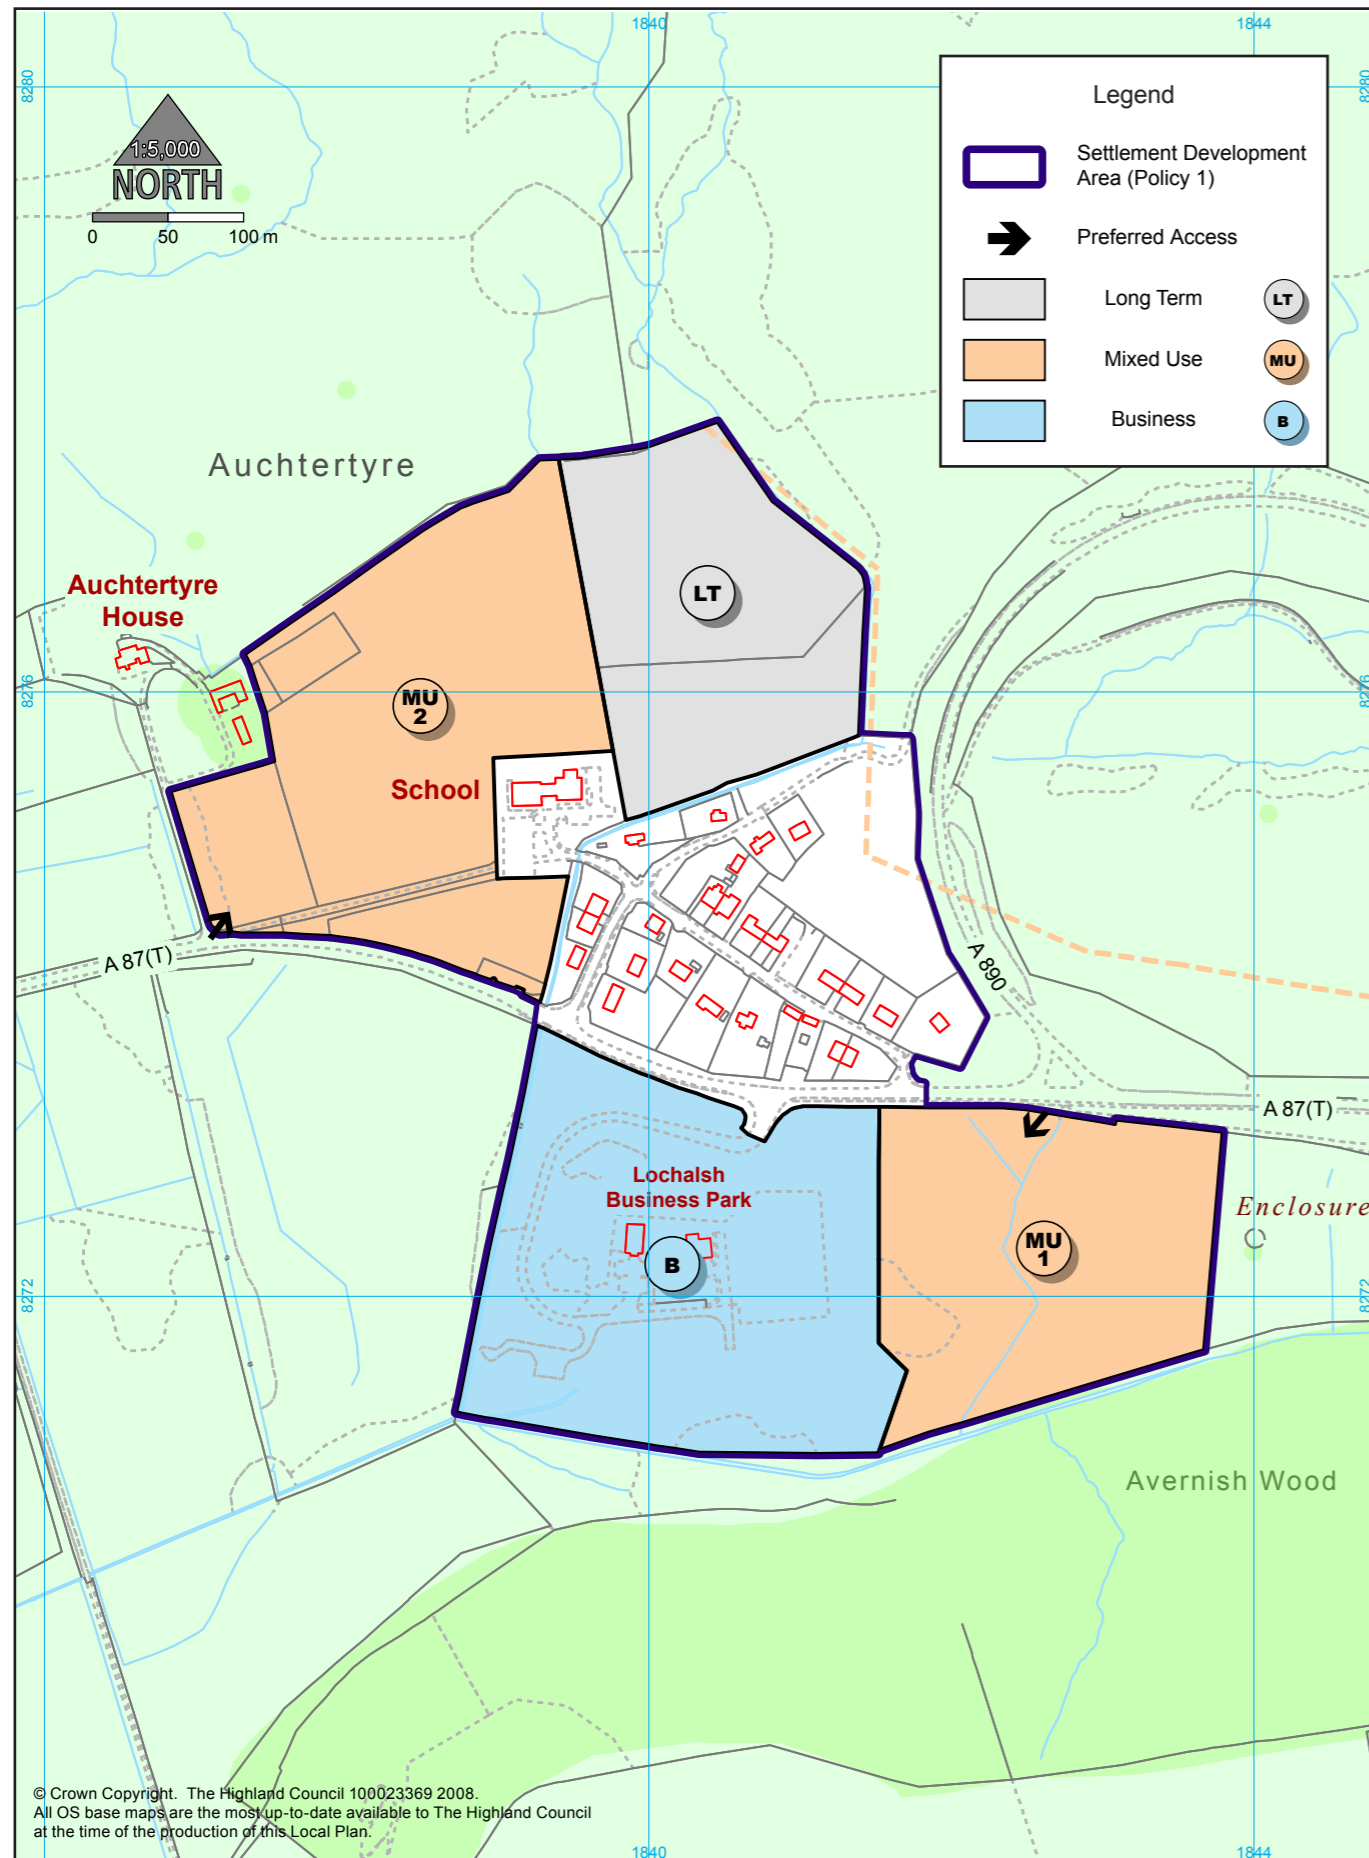 1840
1844
8280
8280
1:5,000
NORTH
0 50 100 m
Legend
Settlement Development
Area (Policy 1)
Preferred Access
Long Term LT
Mixed Use MU
Business B
Auchtertyre
Auchtertyre
House
LT
MU
2
8276
8276
School
A 87(T)
A 890
A 87(T)
Lochalsh
Business Park
B
MU
1
Enclosure
8272
8272
Avernish Wood
© Crown Copyright. The Highland Council 100023369 2008.
All OS base maps are the most up-to-date available to The Highland Council
at the time of the production of this Local Plan.
1840
1844